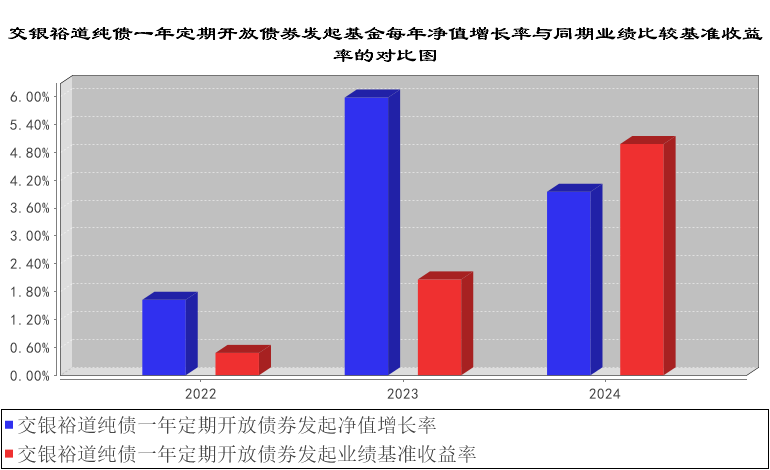 交银裕道纯债一年定期开放债券发起基金每年净值增长率与同期业绩比较基准收益
率的对比图
6.00%
5.40%
4.80%
4.20%
3.60%
3.00%
2.40%
1.80%
1.20%
0.60%
0.00%
2022 2023 2024
交银裕道纯债一年定期开放债券发起净值增长率
交银裕道纯债一年定期开放债券发起业绩基准收益率